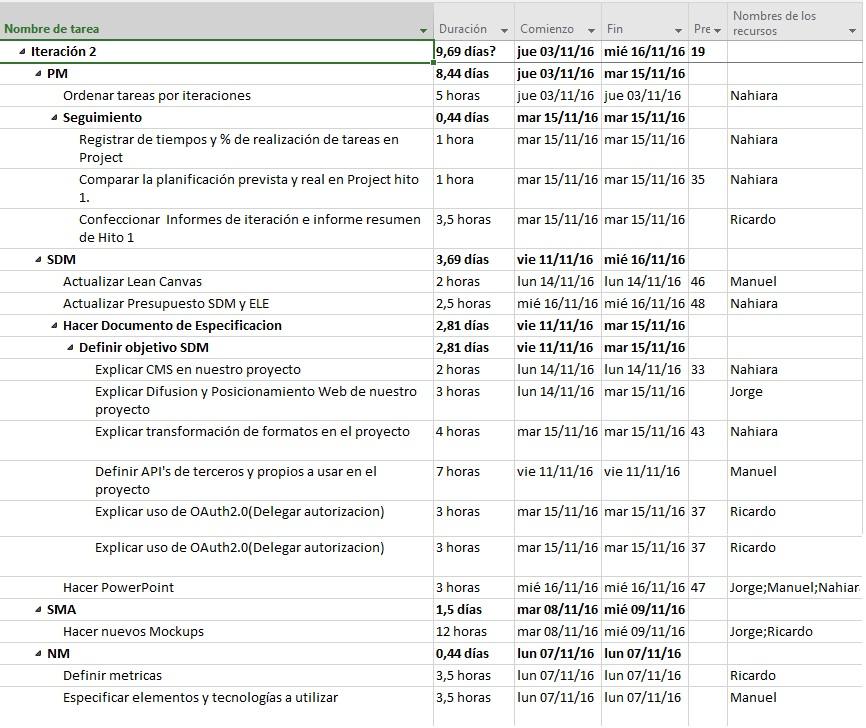 Nombre de tarea Duración Comienzo Fin Pre Nombres de los
recursos
Iteración 2 9,69 días? jue 03/11/16 mié 16/11/16 19
PM 8,44 días jue 03/11/16 mar 15/11/16
Ordenar tareas por iteraciones 5 horas jue 03/11/16 jue 03/11/16 Nahiara
Seguimiento 0,44 días mar 15/11/16 mar 15/11/16
Registrar de tiempos y % de realización de tareas en 1 hora mar 15/11/16 mar 15/11/16 Nahiara
Project
Comparar la planificación prevista y real en Project hito 1 hora mar 15/11/16 mar 15/11/16 35 Nahiara
1.
Confeccionar Informes de iteración e informe resumen 3,5 horas mar 15/11/16 mar 15/11/16 Ricardo
de Hito 1
SDM 3,69 días vie 11/11/16 mié 16/11/16
Actualizar Lean Canvas 2 horas lun 14/11/16 lun 14/11/16 46 Manuel
Actualizar Presupuesto SDM y ELE 2,5 horas mié 16/11/16 mié 16/11/16 48 Nahiara
Hacer Documento de Especificacion 2,81 días vie 11/11/16 mar 15/11/16
Definir objetivo SDM 2,81 días vie 11/11/16 mar 15/11/16
Explicar CMS en nuestro proyecto 2 horas lun 14/11/16 lun 14/11/16 33 Nahiara
Explicar Difusion y Posicionamiento Web de nuestro 3 horas lun 14/11/16 mar 15/11/16 Jorge
proyecto
Explicar transformación de formatos en el proyecto 4 horas mar 15/11/16 mar 15/11/16 43 Nahiara
Definir API's de terceros y propios a usar en el 7 horas vie 11/11/16 vie 11/11/16 Manuel
proyecto
Explicar uso de OAuth2.0(Delegar autorizacion) 3 horas mar 15/11/16 mar 15/11/16 37 Ricardo
Explicar uso de OAuth2.0(Delegar autorizacion) 3 horas mar 15/11/16 mar 15/11/16 37 Ricardo
Hacer PowerPoint 3 horas mié 16/11/16 mié 16/11/16 47 Jorge;Manuel;Nahiar
SMA 1,5 días mar 08/11/16 mié 09/11/16
Hacer nuevos Mockups 12 horas mar 08/11/16 mié 09/11/16 Jorge;Ricardo
NM 0,44 días lun 07/11/16 lun 07/11/16
Definir metricas 3,5 horas lun 07/11/16 lun 07/11/16 Ricardo
Especificar elementos y tecnologías a utilizar 3,5 horas lun 07/11/16 lun 07/11/16 Manuel